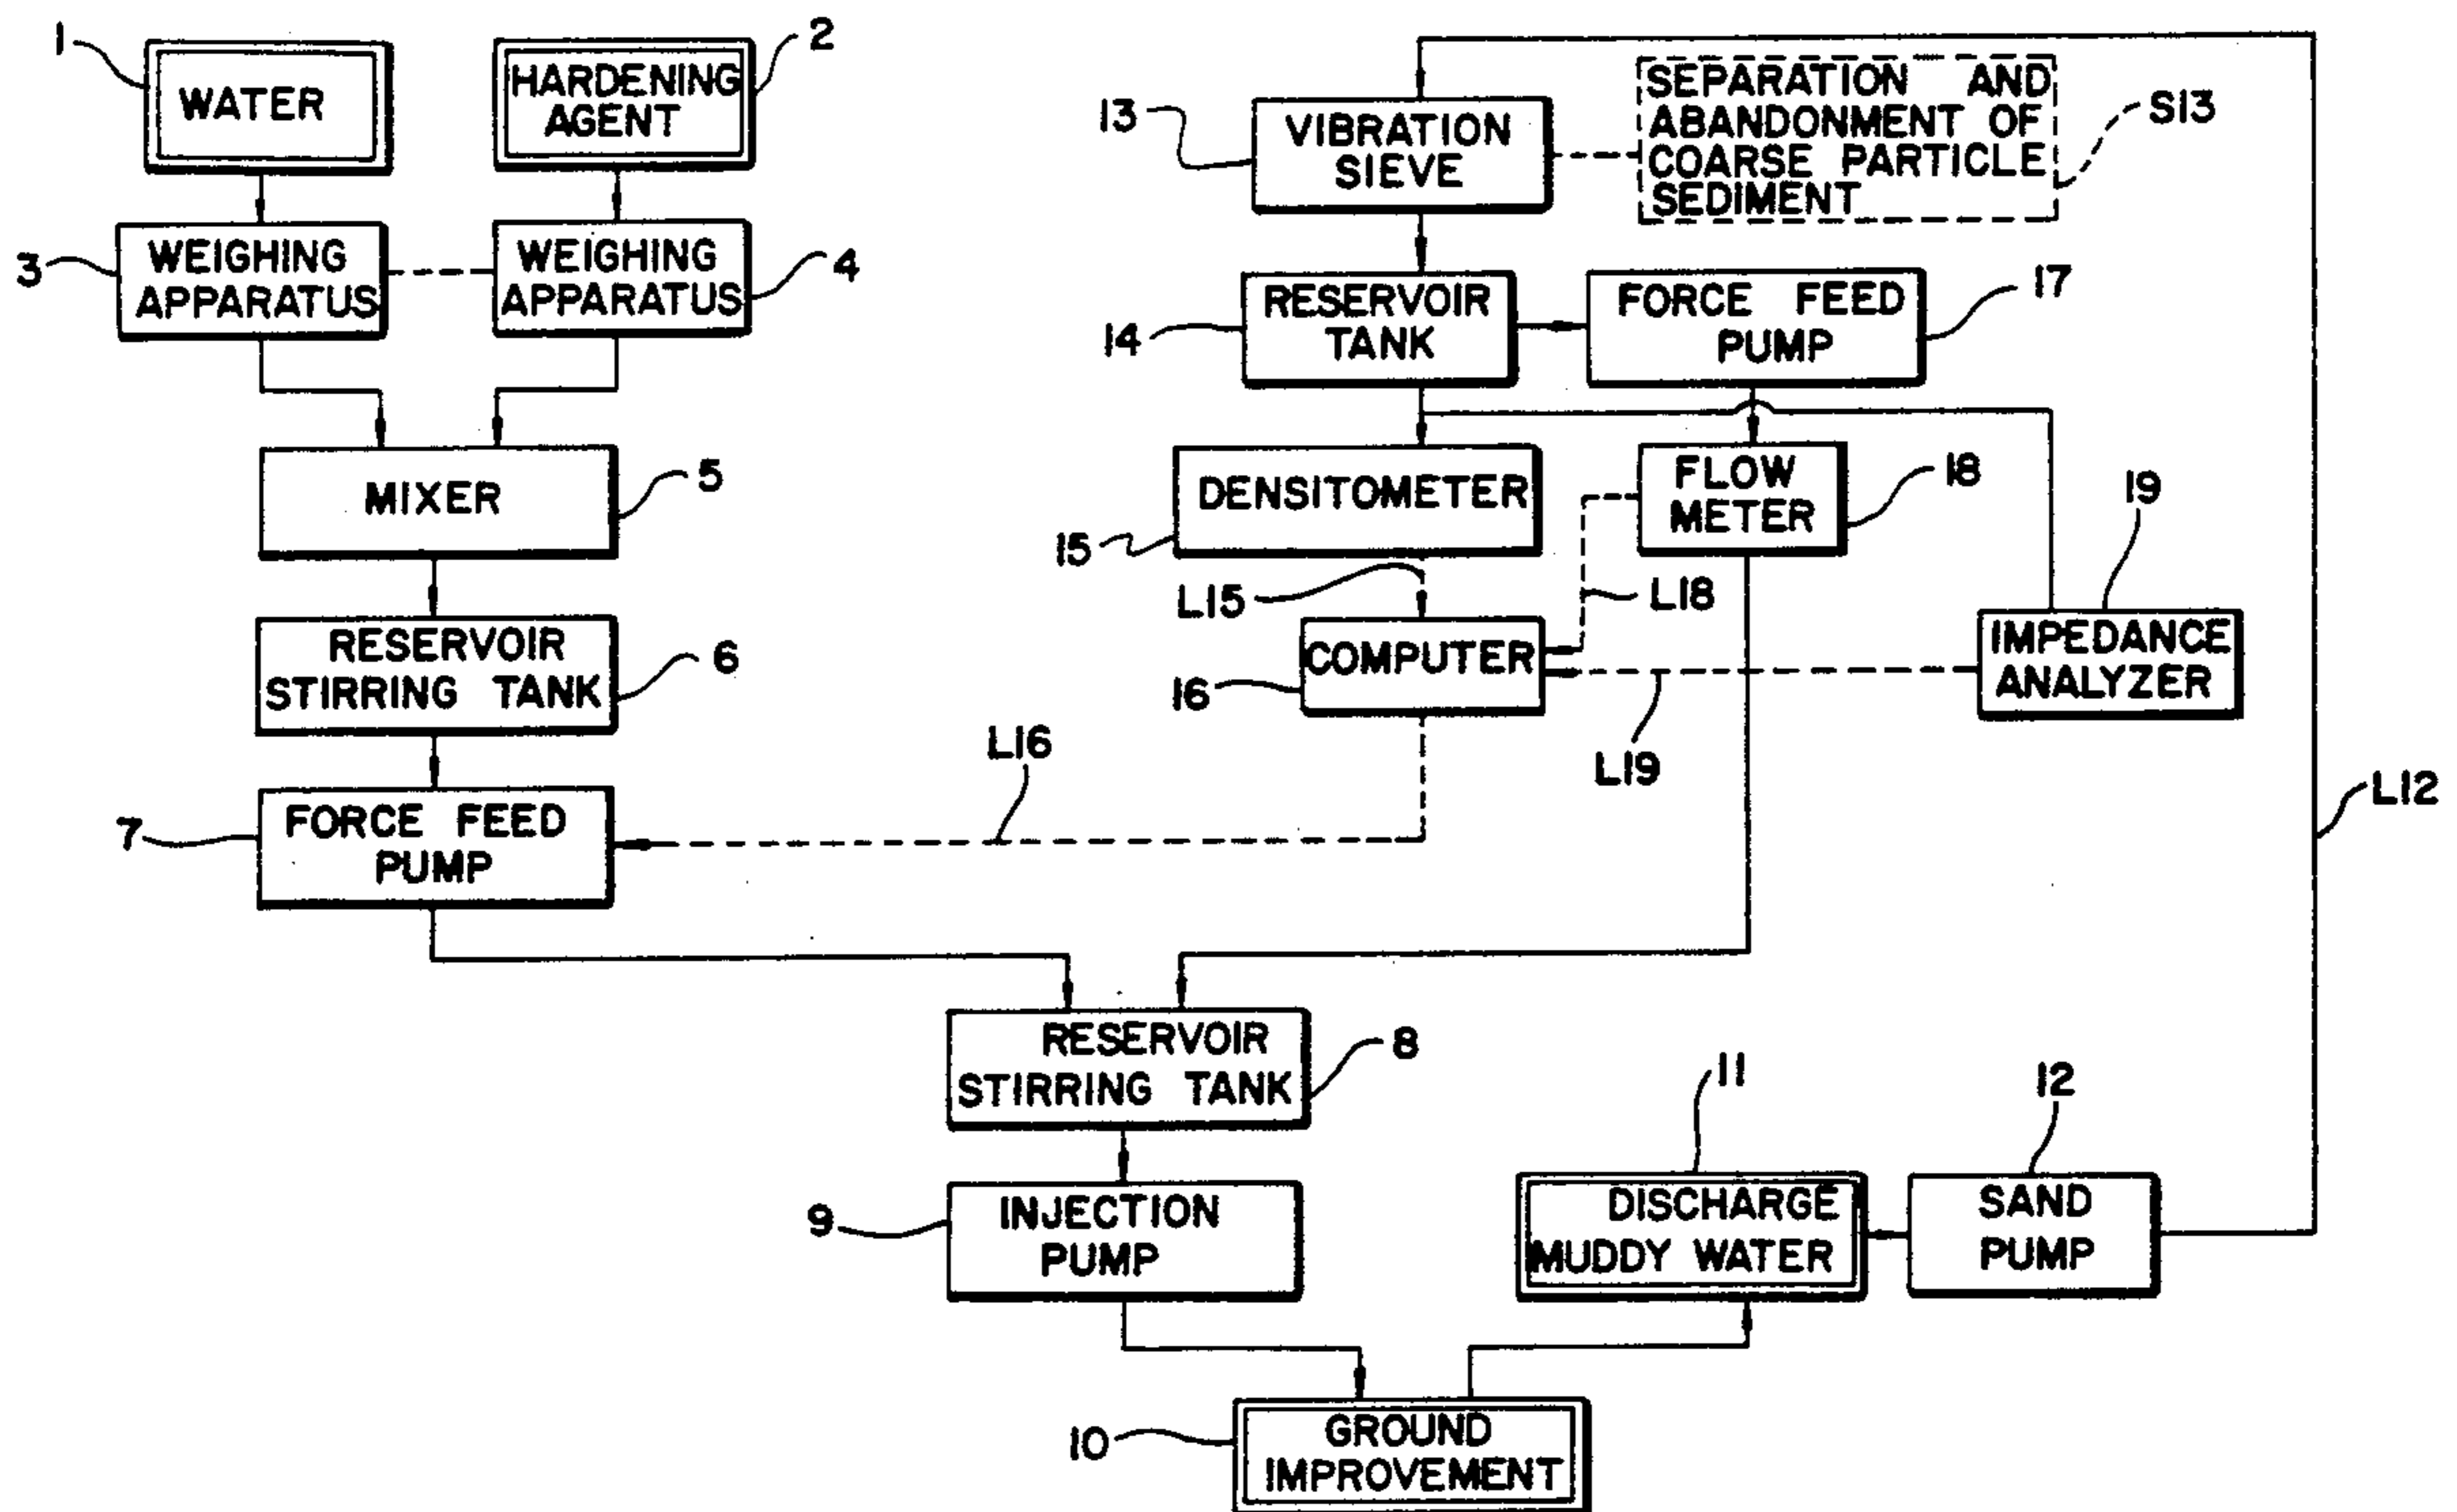 1
WATER
2
HARDENING
AGENT
3
WEIGHING
APPARATUS
4
WEIGHING
APPARATUS
5
MIXER
6
RESERVOIR
STIRRING TANK
7
FORCE FEED
PUMP
L16
13
VIBRATION
SIEVE
SEPARATION AND
ABANDONMENT OF
COARSE PARTICLE
SEDIMENT
S13
14
RESERVOIR
TANK
FORCE FEED
PUMP
17
DENSITOMETER
15
FLOW
METER
18
19
L15
L18
COMPUTER
16
IMPEDANCE
ANALYZER
L19
L12
RESERVOIR
STIRRING TANK
8
9
INJECTION
PUMP
11
DISCHARGE
MUDDY WATER
12
SAND
PUMP
10
GROUND
IMPROVEMENT